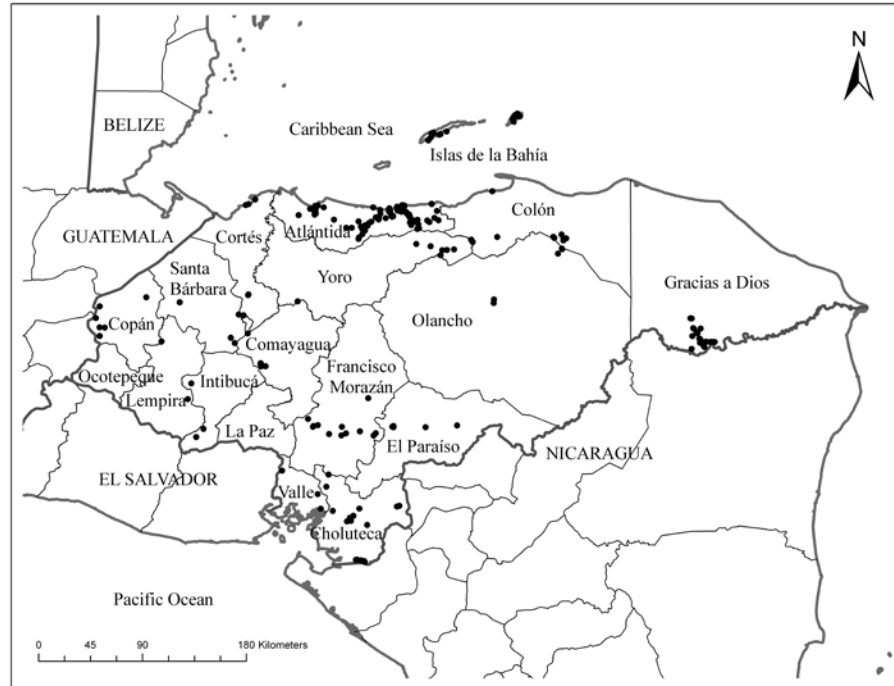 N
BELIZE
Caribbean Sea
Islas de la Bahía
Colón
GUATEMALA
Cortés
Atlántida
Santa
Bárbara
Yoro
Gracias a Dios
Copán
Olancho
Comayagua
Francisco
Morazán
Ocotepeque
Intibucá
Lempira
La Paz
El Paraíso
EL SALVADOR
Valle
NICARAGUA
Choluteca
Pacific Ocean
0 45 90 180 Kilometers